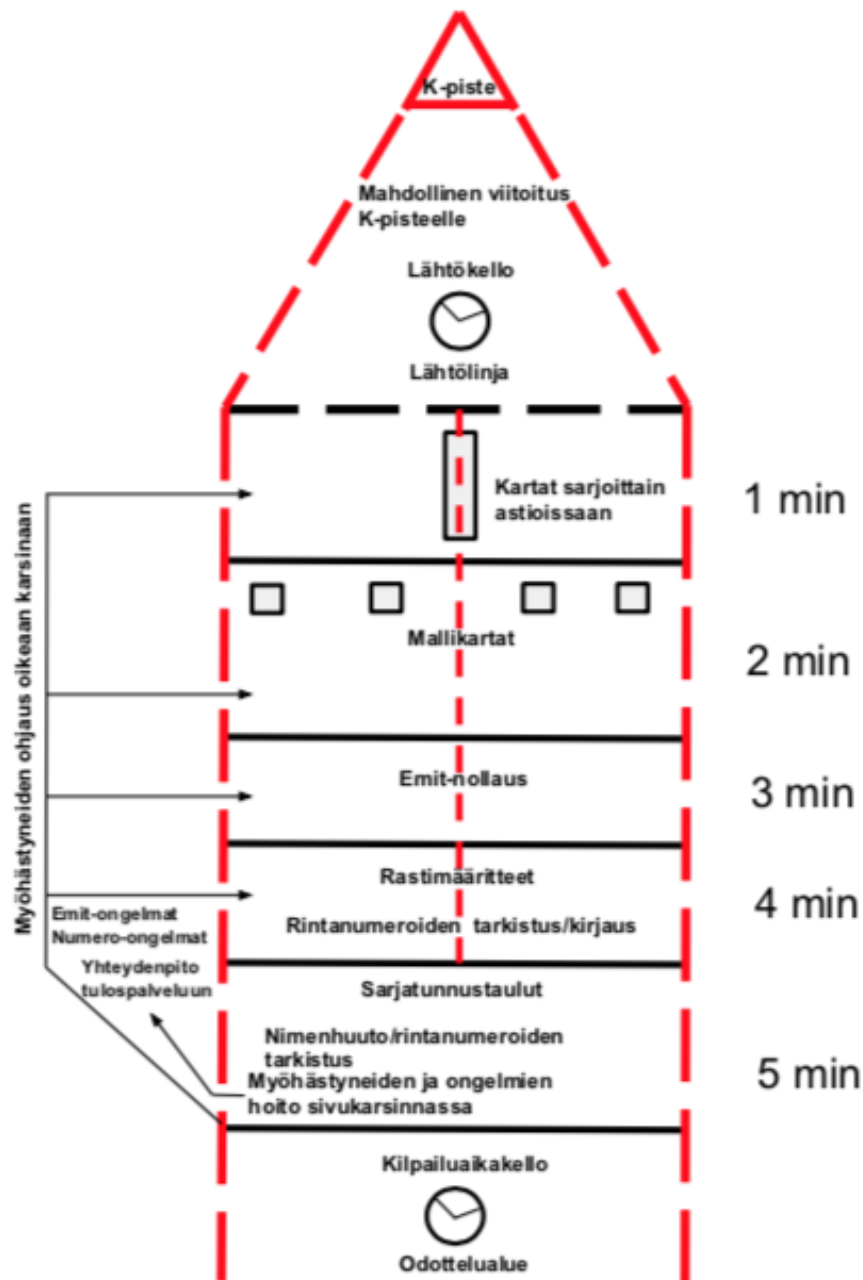 K-piste
Mahdollinen viitoitus
K-pisteelle
Lähtökello
Lähtölinja
Kartat sarjoittain
astioissaan
1 min
Mallikartat
2 min
Emit-nollaus
3 min
Rastimääritteet
Rintanumeroiden tarkistus/kirjaus
4 min
Myöhästyneiden ohjaus oikeaan karsinaan
Emit-ongelmat
Numero-ongelmat
Yhteydenpito
tulospalveluun
Sarjatunnustaulut
Nimenhuuto/rintanumeroiden
tarkistus
Myöhästyneiden ja ongelmien
hoito sivukarsinnassa
5 min
Kilpailuaikakello
Odottelualue